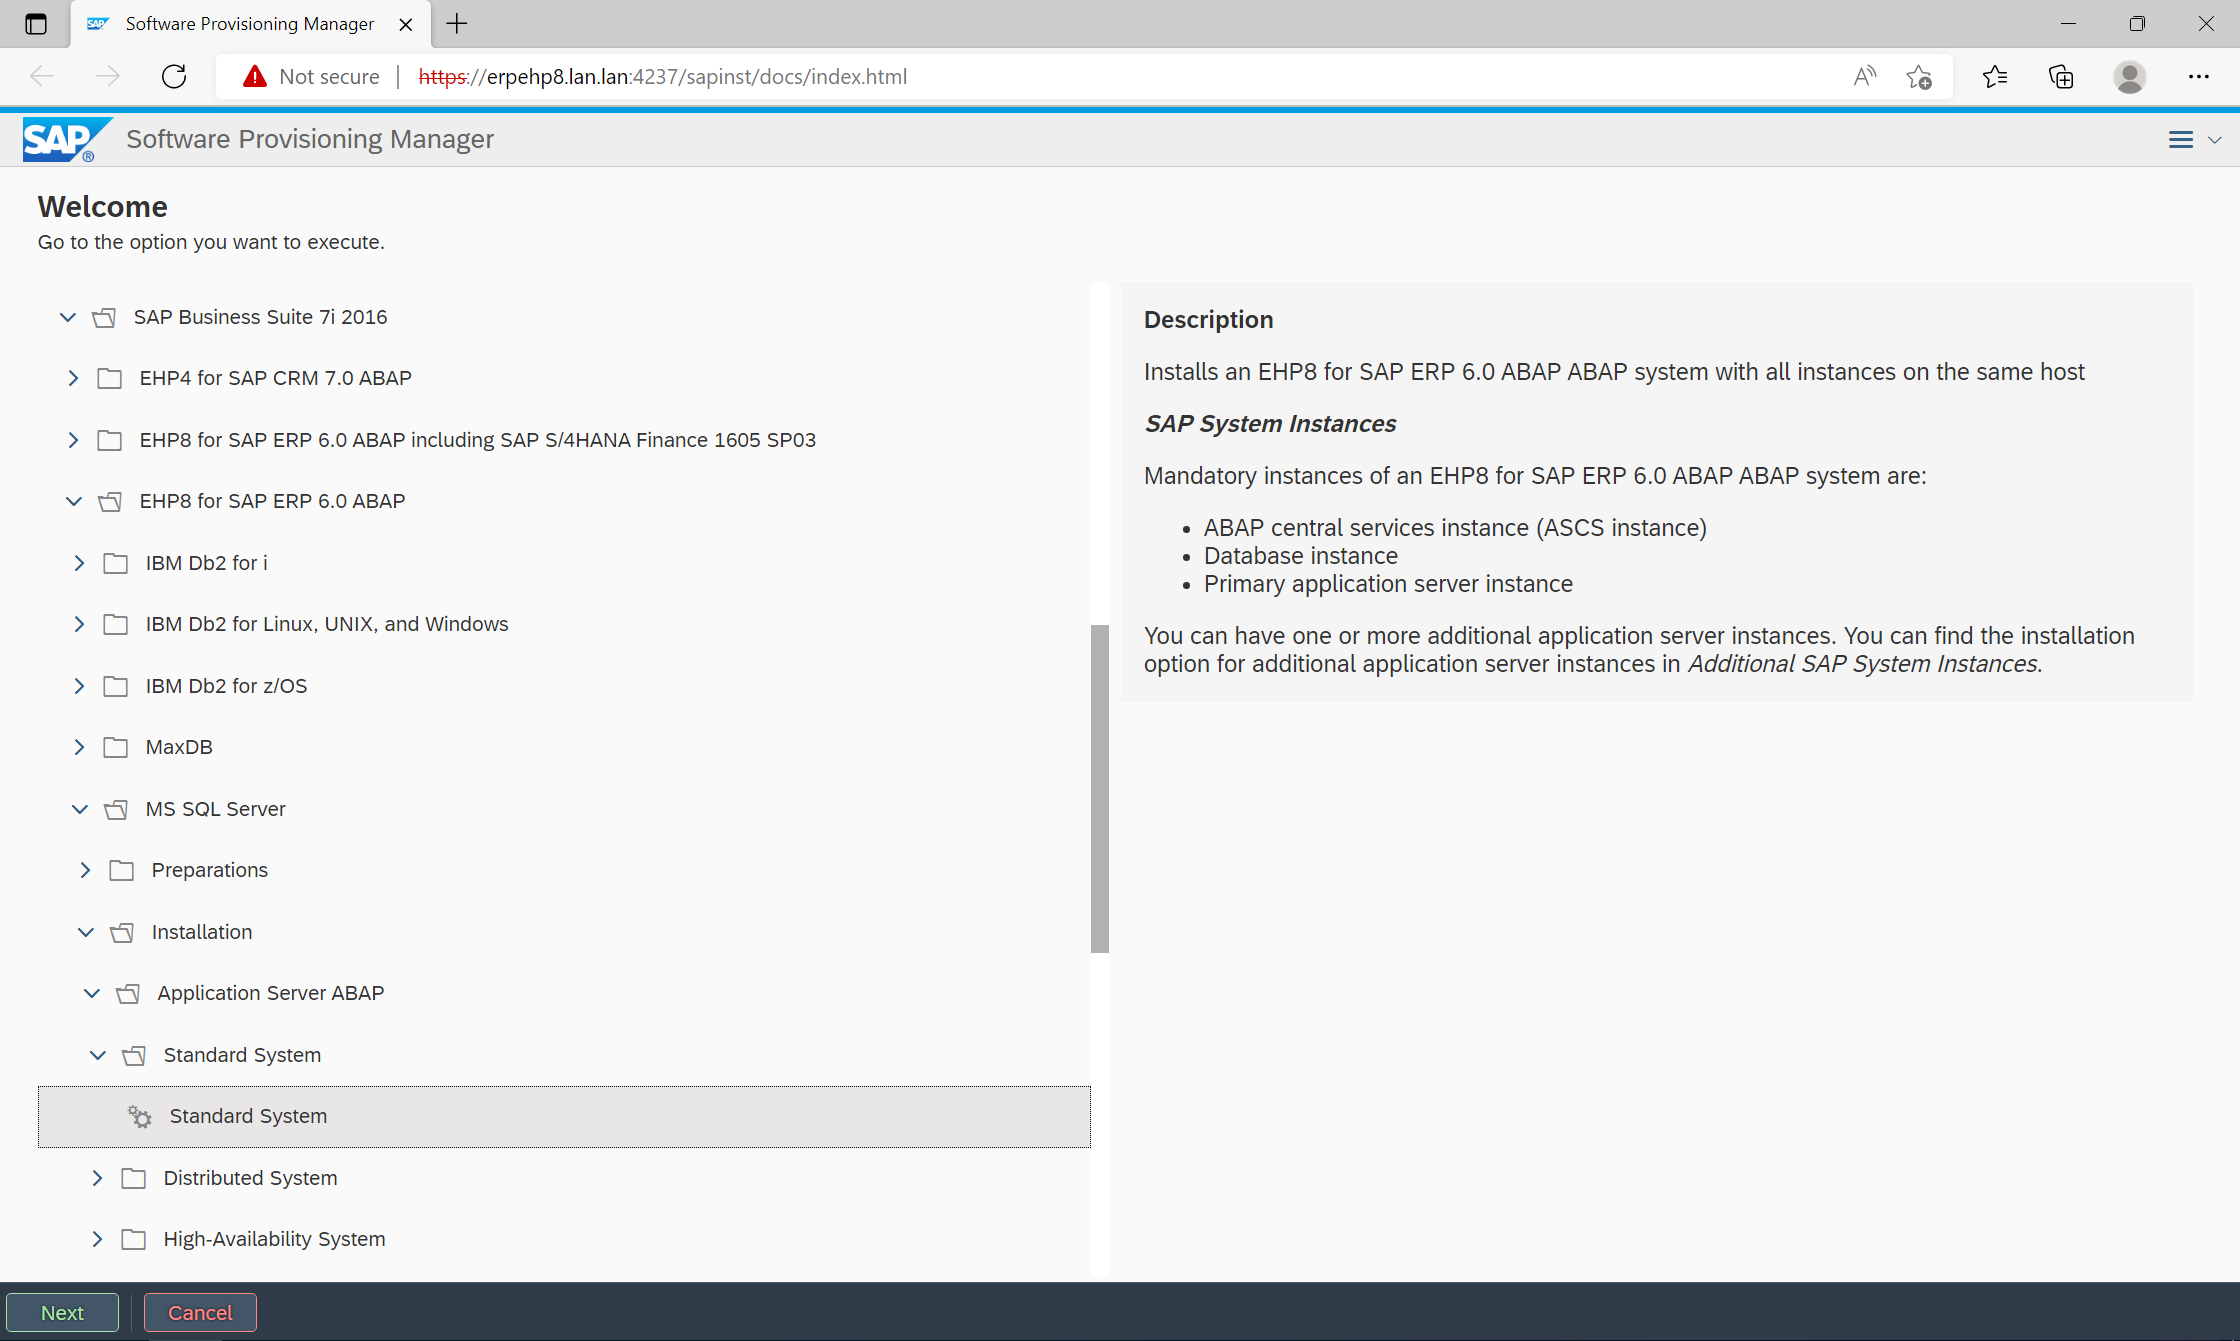 Software Provisioning Manager
Not secure | https://erpehp8.lan.lan:4237/sapinst/docs/index.html
SAP® Software Provisioning Manager
Welcome
Go to the option you want to execute.
SAP Business Suite 7i 2016
EHP4 for SAP CRM 7.0 ABAP
EHP8 for SAP ERP 6.0 ABAP including SAP S/4HANA Finance 1605 SP03
EHP8 for SAP ERP 6.0 ABAP
IBM Db2 for i
IBM Db2 for Linux, UNIX, and Windows
IBM Db2 for z/OS
MaxDB
MS SQL Server
Preparations
Installation
Application Server ABAP
Standard System
Standard System
Distributed System
High-Availability System
Description
Installs an EHP8 for SAP ERP 6.0 ABAP ABAP system with all instances on the same host
SAP System Instances
Mandatory instances of an EHP8 for SAP ERP 6.0 ABAP ABAP system are:
• ABAP central services instance (ASCS instance)
• Database instance
• Primary application server instance
You can have one or more additional application server instances. You can find the installation
option for additional application server instances in Additional SAP System Instances.
Next
Cancel